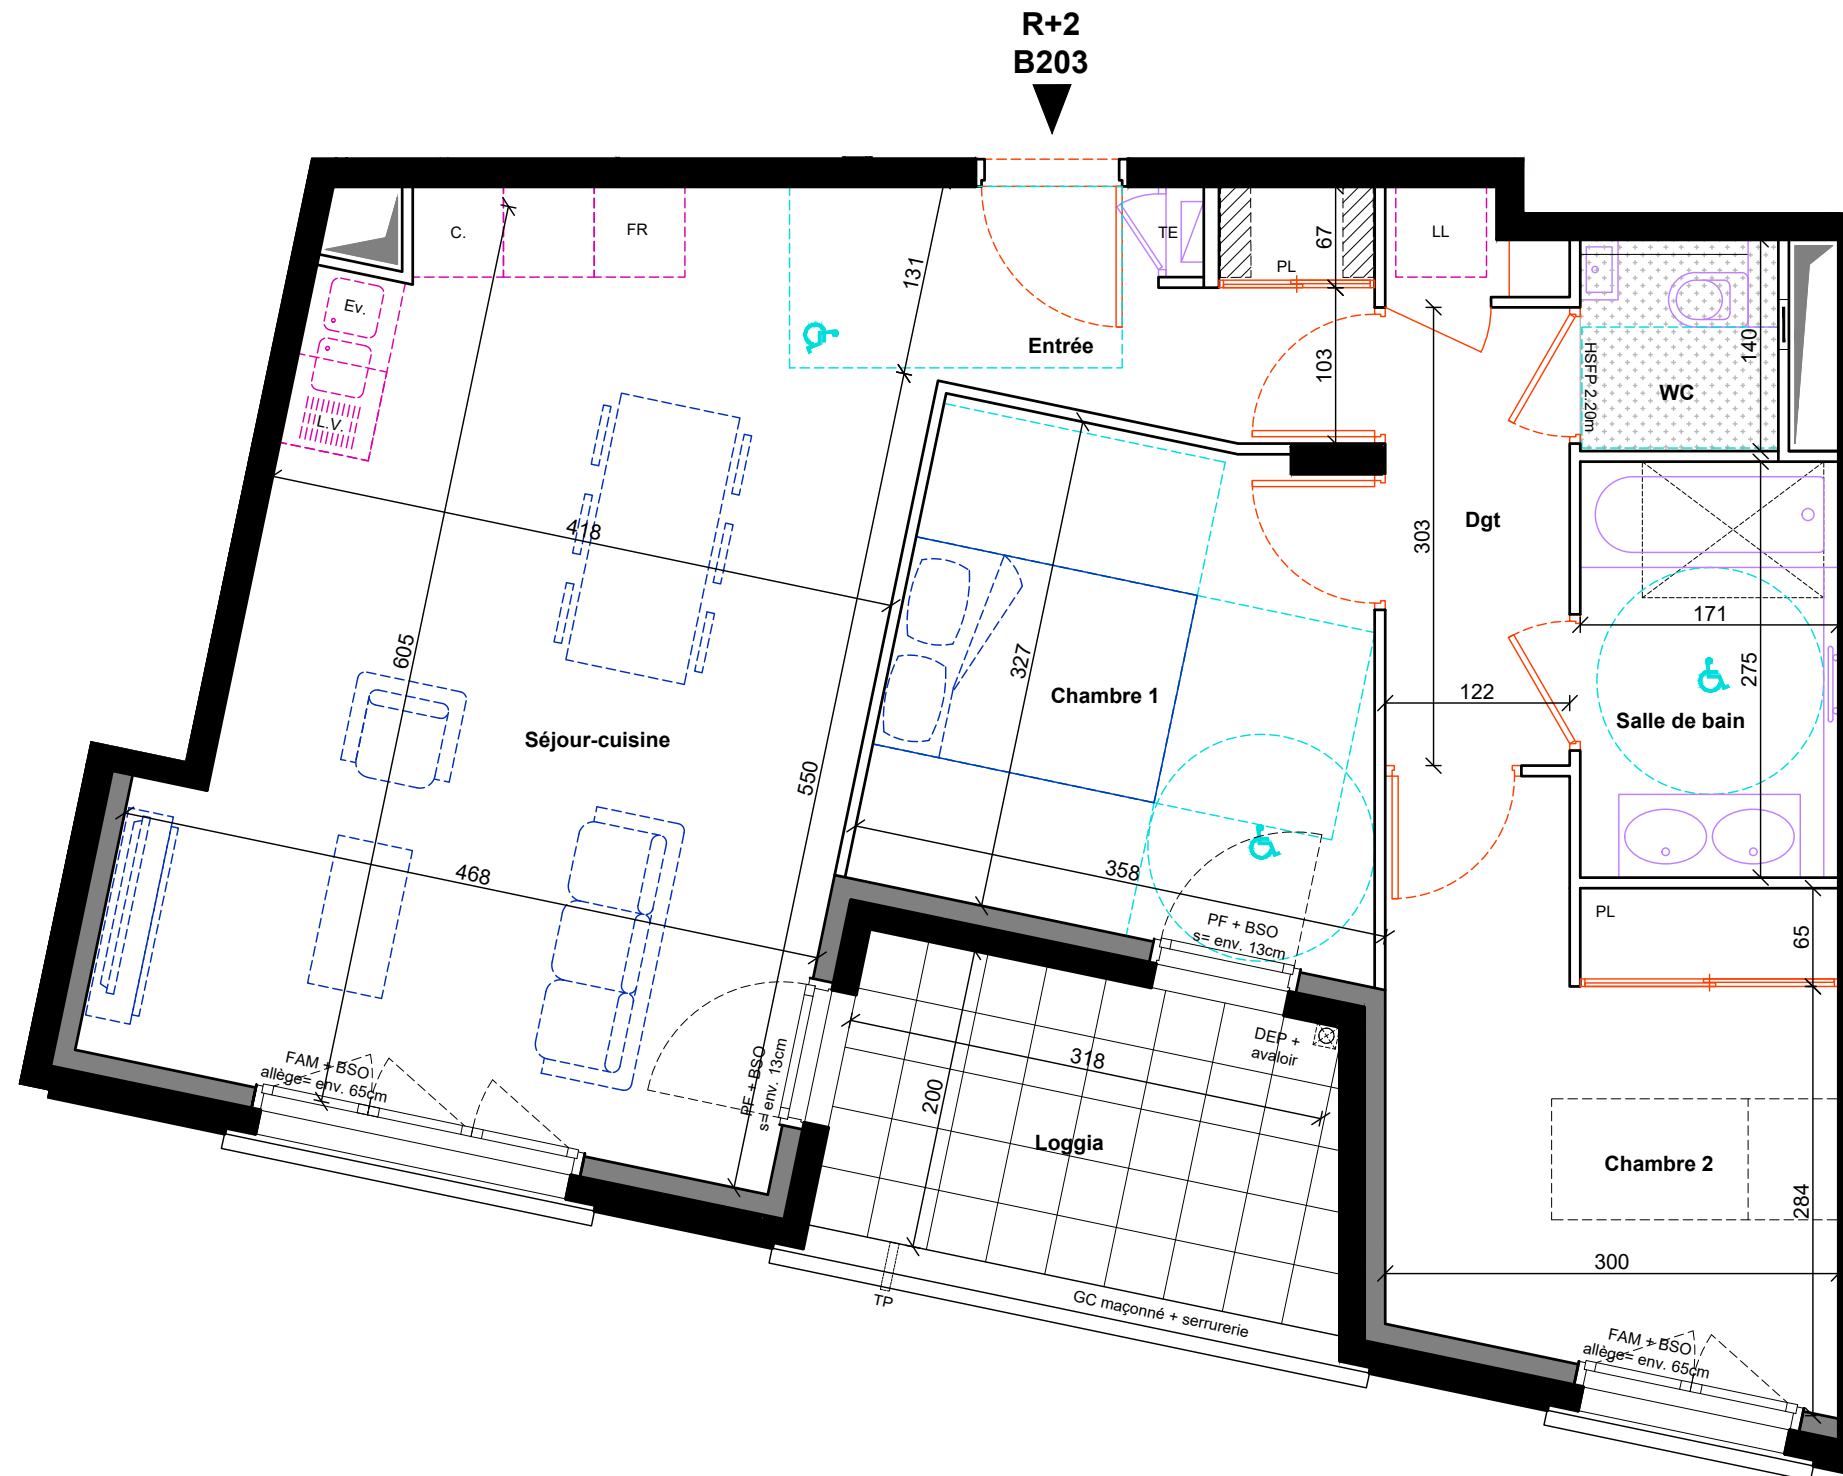 R+2
B203
C.
FR
TE
PL
LL
67
131
Ev.
L.V.
Entrée
103
HSFP 2.20m
140
WC
418
605
327
303
Dgt
171
275
122
Chambre 1
Séjour-cuisine
Salle de bain
550
468
358
PF + BSO
s= env. 13cm
PL
65
DEP +
avaloir
318
200
FAM + BSO
allège= env. 65cm
PF + BSO
s= env. 13cm
Loggia
Chambre 2
284
300
TP
GC maçonné + serrurerie
FAM + BSO
allège= env. 65cm